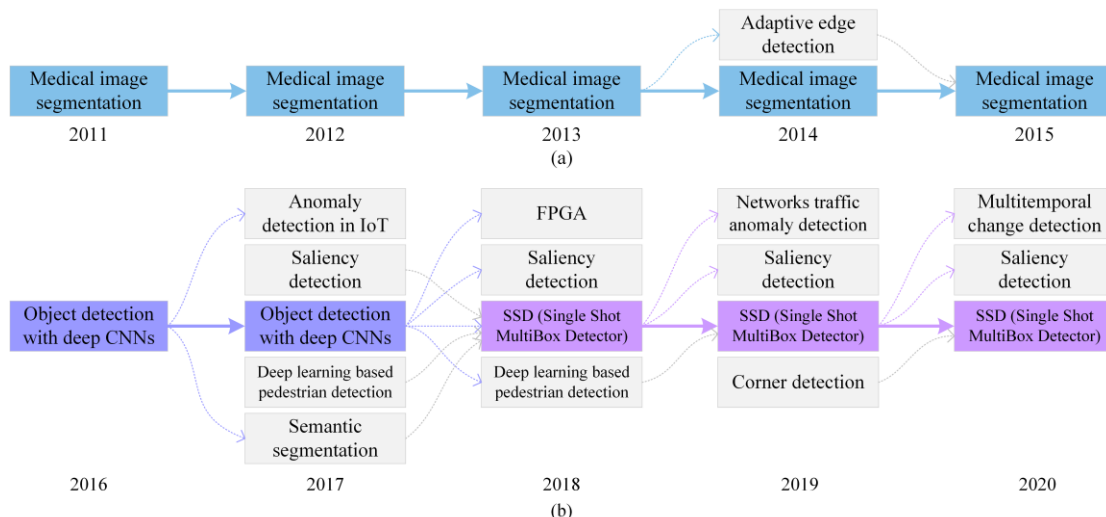 Adaptive edge
detection
Medical image
segmentation
Medical image
segmentation
Medical image
segmentation
Medical image
segmentation
Medical image
segmentation
2011
2012
2013
2014
2015
(a)
Anomaly
detection in IoT
FPGA
Networks traffic
anomaly detection
Multitemporal
change detection
Saliency
detection
Saliency
detection
Saliency
detection
Saliency
detection
Object detection
with deep CNNs
Object detection
with deep CNNs
SSD (Single Shot
MultiBox Detector)
SSD (Single Shot
MultiBox Detector)
SSD (Single Shot
MultiBox Detector)
Deep learning based
pedestrian detection
Deep learning based
pedestrian detection
Corner detection
Semantic
segmentation
2016
2017
2018
2019
2020
(b)